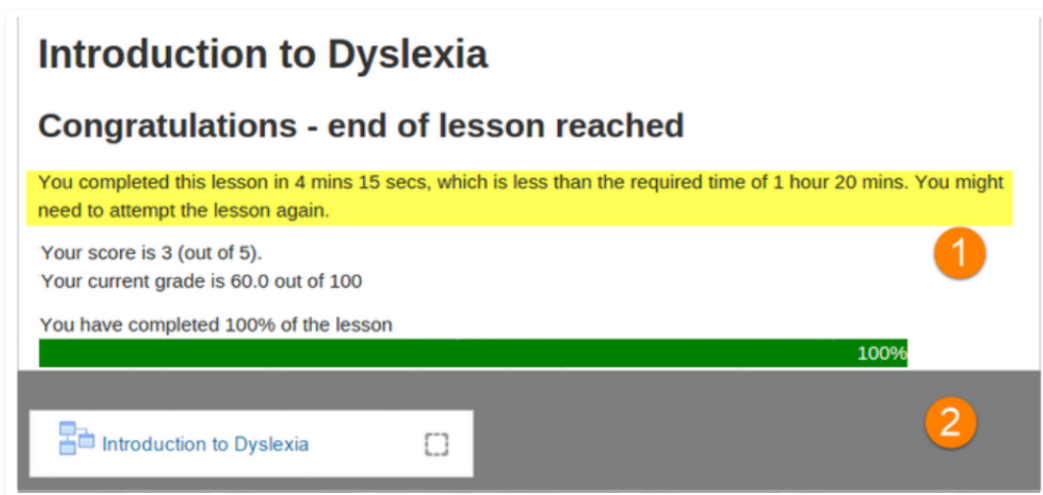 Introduction to Dyslexia
Congratulations - end of lesson reached
You completed this lesson in 4 mins 15 secs, which is less than the required time of 1 hour 20 mins. You might
need to attempt the lesson again.
Your score is 3 (out of 5).
1
Your current grade is 60.0 out of 100
You have completed 100% of the lesson
100%
2
Introduction to Dyslexia